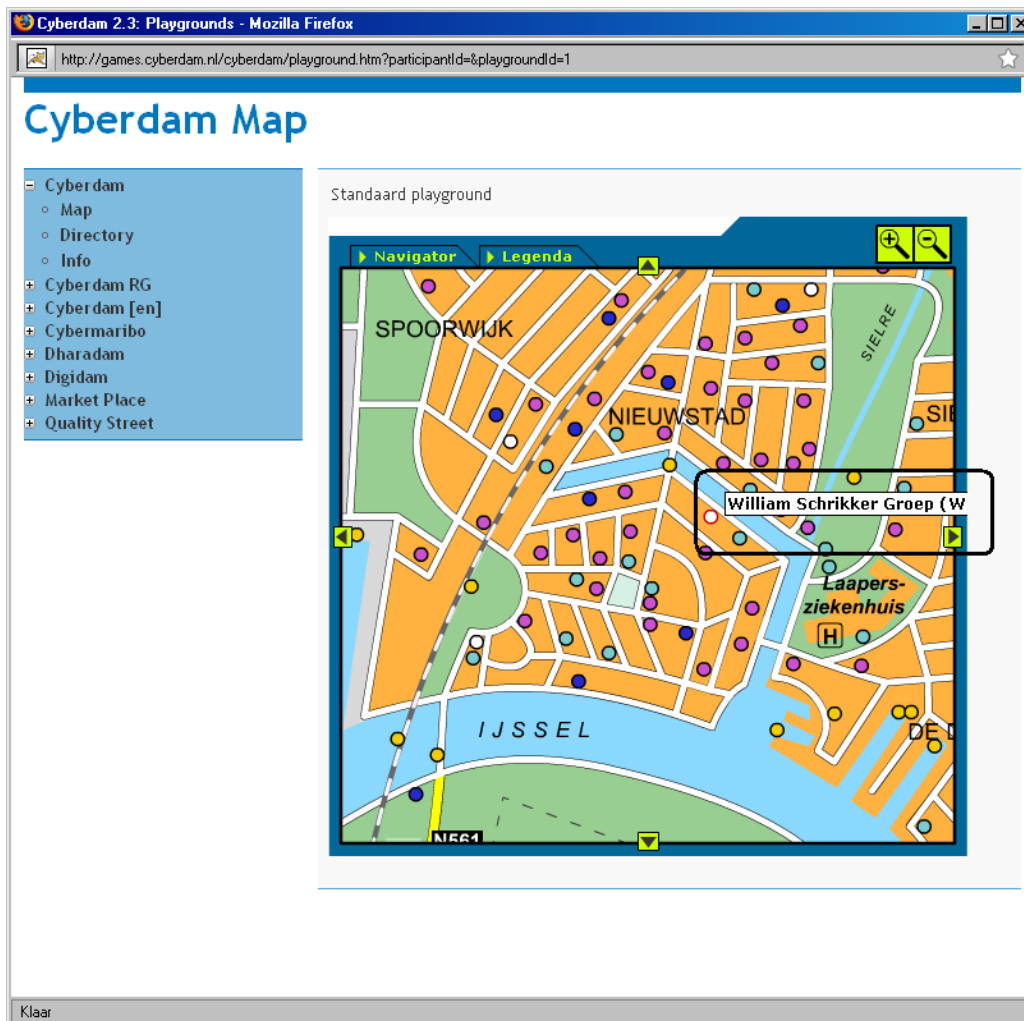 Cyberdam 2.3: Playgrounds - Mozilla Firefox
http://games.cyberdam.nl/cyberdam/playground.htm?participantId=&playgroundId=1
Cyberdam Map
Cyberdam
Map
Directory
Info
Cyberdam RG
Cyberdam [en]
Cybermaribo
Dharadam
Digidam
Market Place
Quality Street
Standaard playground
Navigator
Legenda
SPOORWIJK
SIELRE
NIEUWSTAD
SIE
William Schrikker Groep (W
Laapers-
ziekenhuis
H
IJSSEL
DE D
N561
Klaar